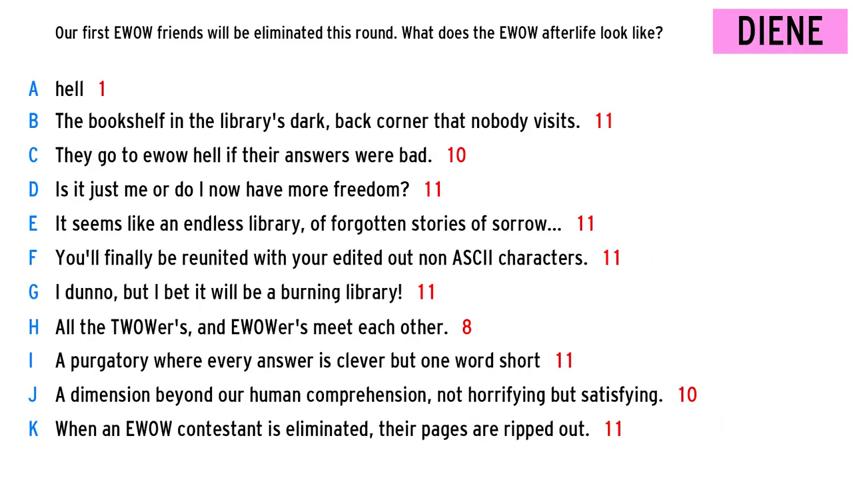 Our first EWOW friends will be eliminated this round. What does the EWOW afterlife look like?
DIENE
A hell 1
B The bookshelf in the library's dark, back corner that nobody visits. 11
C They go to ewow hell if their answers were bad. 10
D Is it just me or do I now have more freedom? 11
E It seems like an endless library, of forgotten stories of sorrow... 11
F You'll finally be reunited with your edited out non ASCII characters. 11
G I dunno, but I bet it will be a burning library! 11
H All the TWOWer's, and EWOWer's meet each other. 8
I A purgatory where every answer is clever but one word short 11
J A dimension beyond our human comprehension, not horrifying but satisfying. 10
K When an EWOW contestant is eliminated, their pages are ripped out. 11